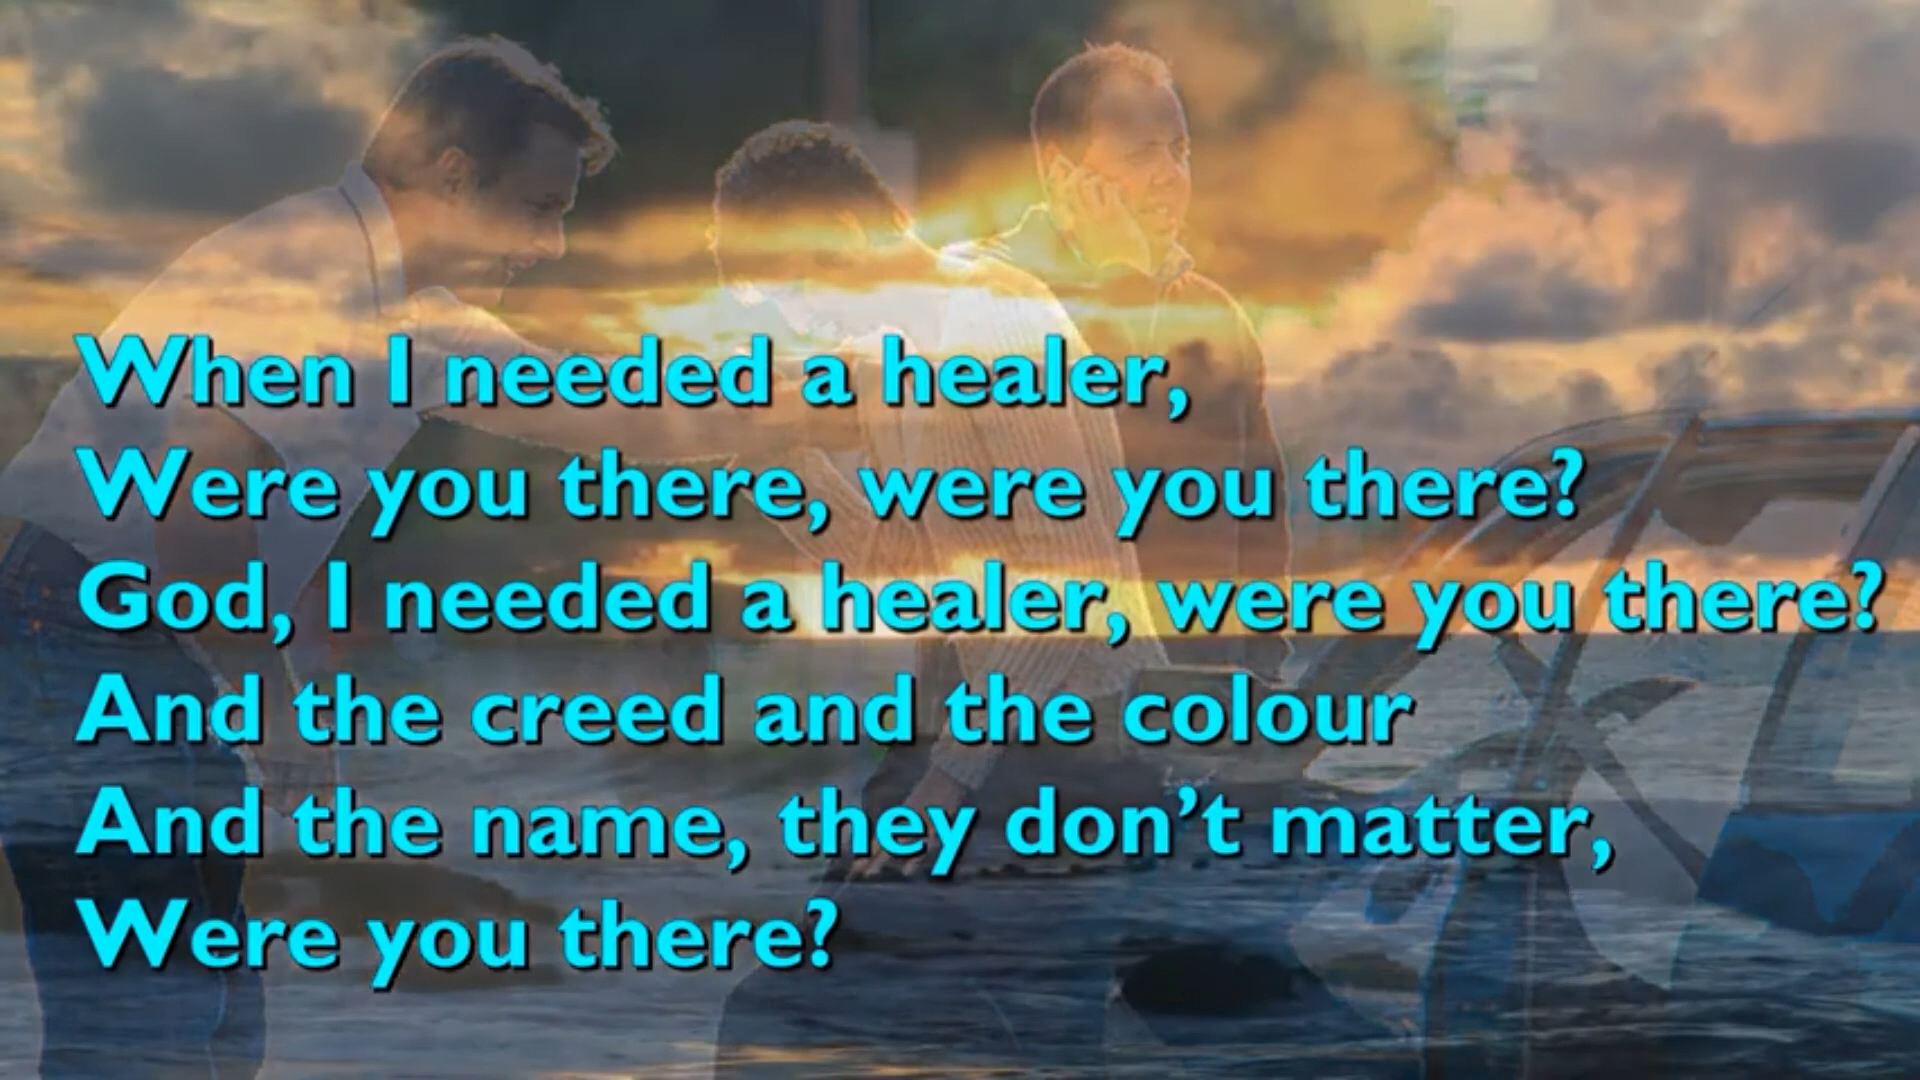 When I needed a healer,
Were you there, were you there?
God, I needed a healer, were you there?
And the creed and the colour
And the name, they don’t matter,
Were you there?